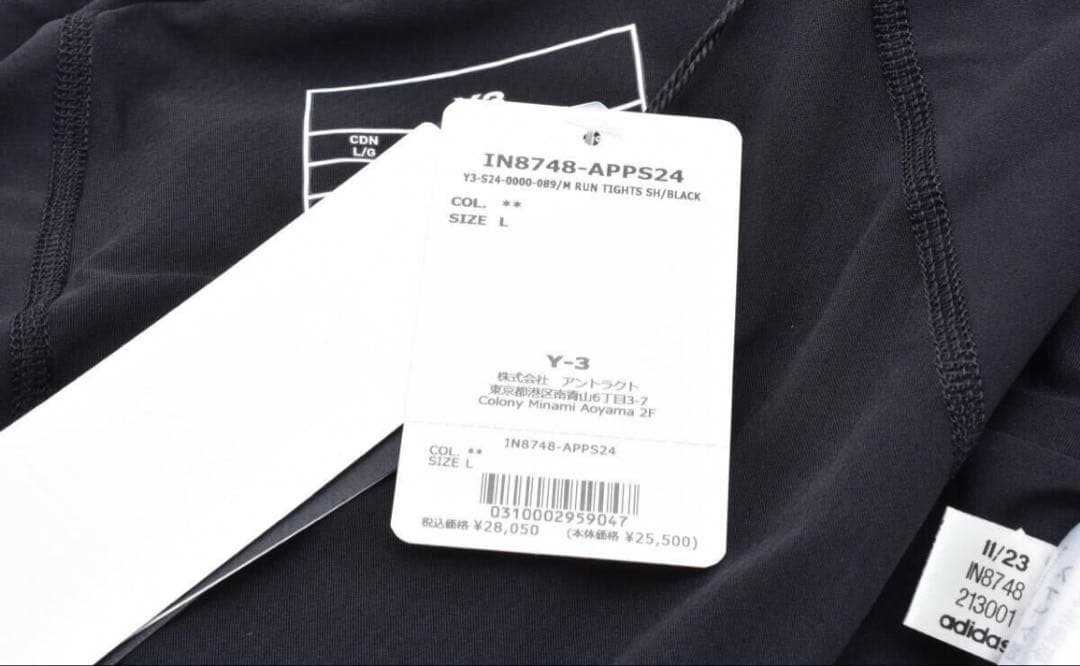 CDN
L/G
IN8748-APPS24
Y3-S24-0000-089/M RUN TIGHTS SH/BLACK
COL. **
SIZE L
Y-3
株式会社 アントラクト
東京都港区南青山6丁目3-7
Colony Minami Aoyama 2F
IN8748-APPS24
COL. **
SIZE L
0310002959047
税込価格 ¥28,050 (本体価格 ¥25,500)
11/23
IN8748
213001
adidas